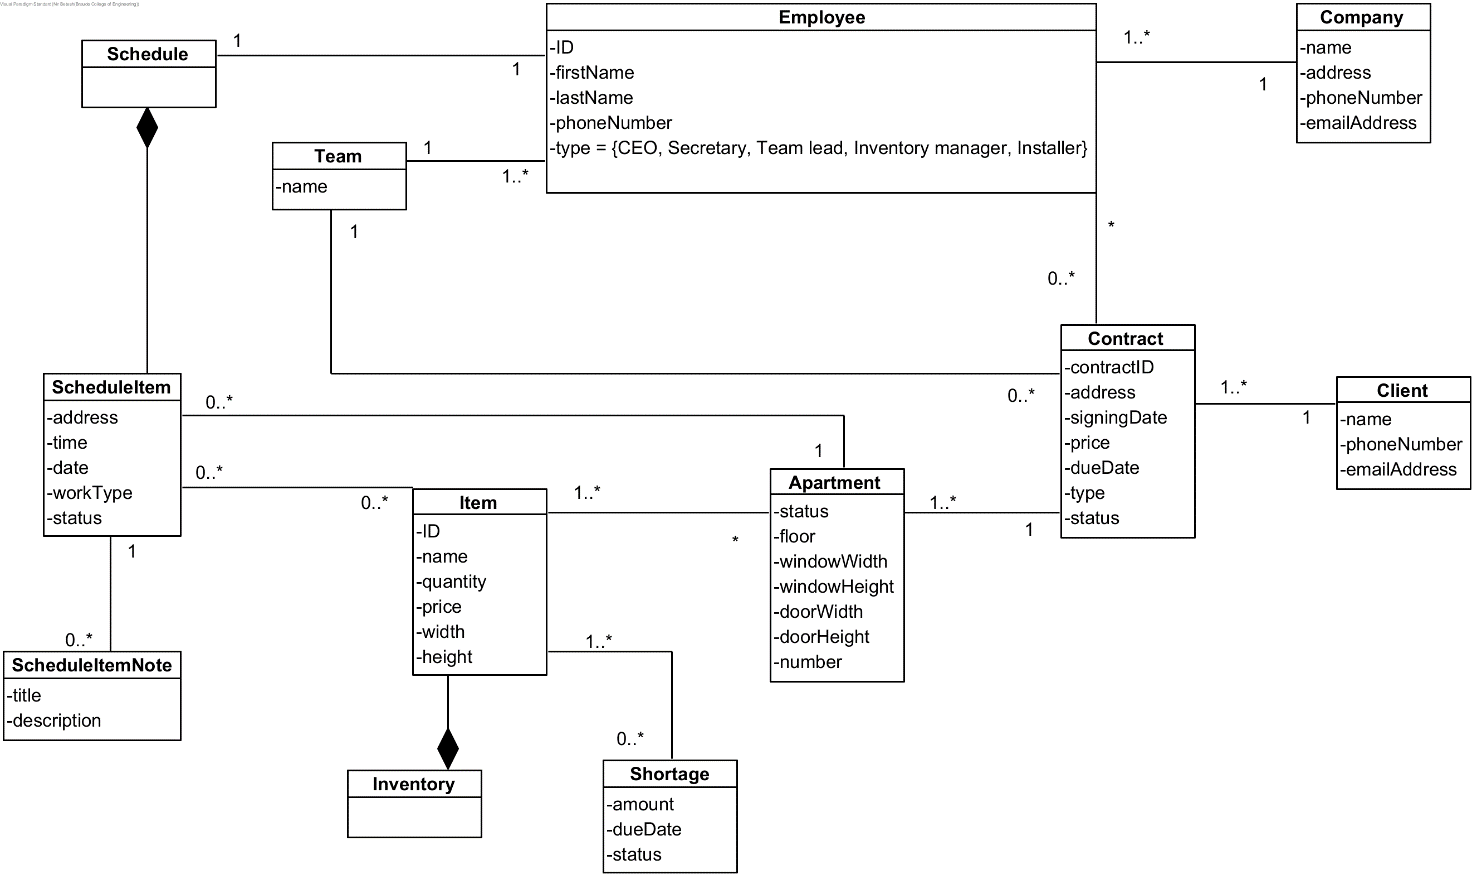 Visual Paradigm Standard
Employee
-ID
-firstName
-lastName
-phoneNumber
-type = {CEO, Secretary, Team lead, Inventory manager, Installer}
Company
-name
-address
-phoneNumber
-emailAddress
1..*
1
Schedule
1
1
Team
-name
1
1..*
1
*
0..*
0..*
Contract
-contractID
-address
-signingDate
-price
-dueDate
-type
-status
1..*
1
Client
-name
-phoneNumber
-emailAddress
ScheduleItem
-address
-time
-date
-workType
-status
0..*
1
0..*
0..*
Item
-ID
-name
-quantity
-price
-width
-height
1..*
*
Apartment
-status
-floor
-windowWidth
-windowHeight
-doorWidth
-doorHeight
-number
1..*
1
1
0..*
ScheduleItemNote
-title
-description
1..*
0..*
Inventory
Shortage
-amount
-dueDate
-status